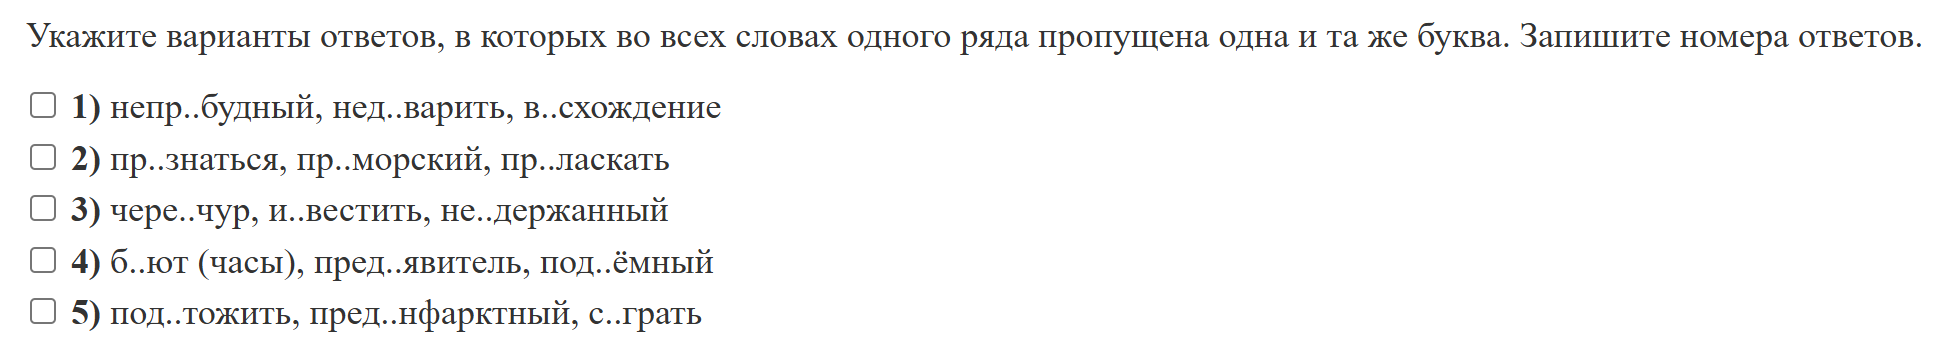 Укажите варианты ответов, в которых во всех словах одного ряда пропущена одна и та же буква. Запишите номера ответов.
1) непр..будный, нед..варить, в..схождение
2) пр..знаться, пр..морский, пр..ласкать
3) чере..чур, и..вестить, не..держанный
4) б..ют (часы), пред..явитель, под..ёмный
5) под..тожить, пред..нфарктный, с..грать